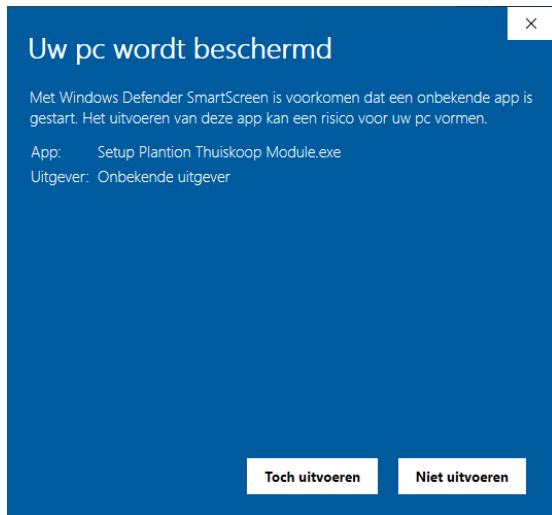 Uw pc wordt beschermd
Met Windows Defender SmartScreen is voorkomen dat een onbekende app is
gestart. Het uitvoeren van deze app kan een risico voor uw pc vormen.
App: Setup Plantion Thuiskoop Module.exe
Uitgever: Onbekende uitgever
Toch uitvoeren Niet uitvoeren